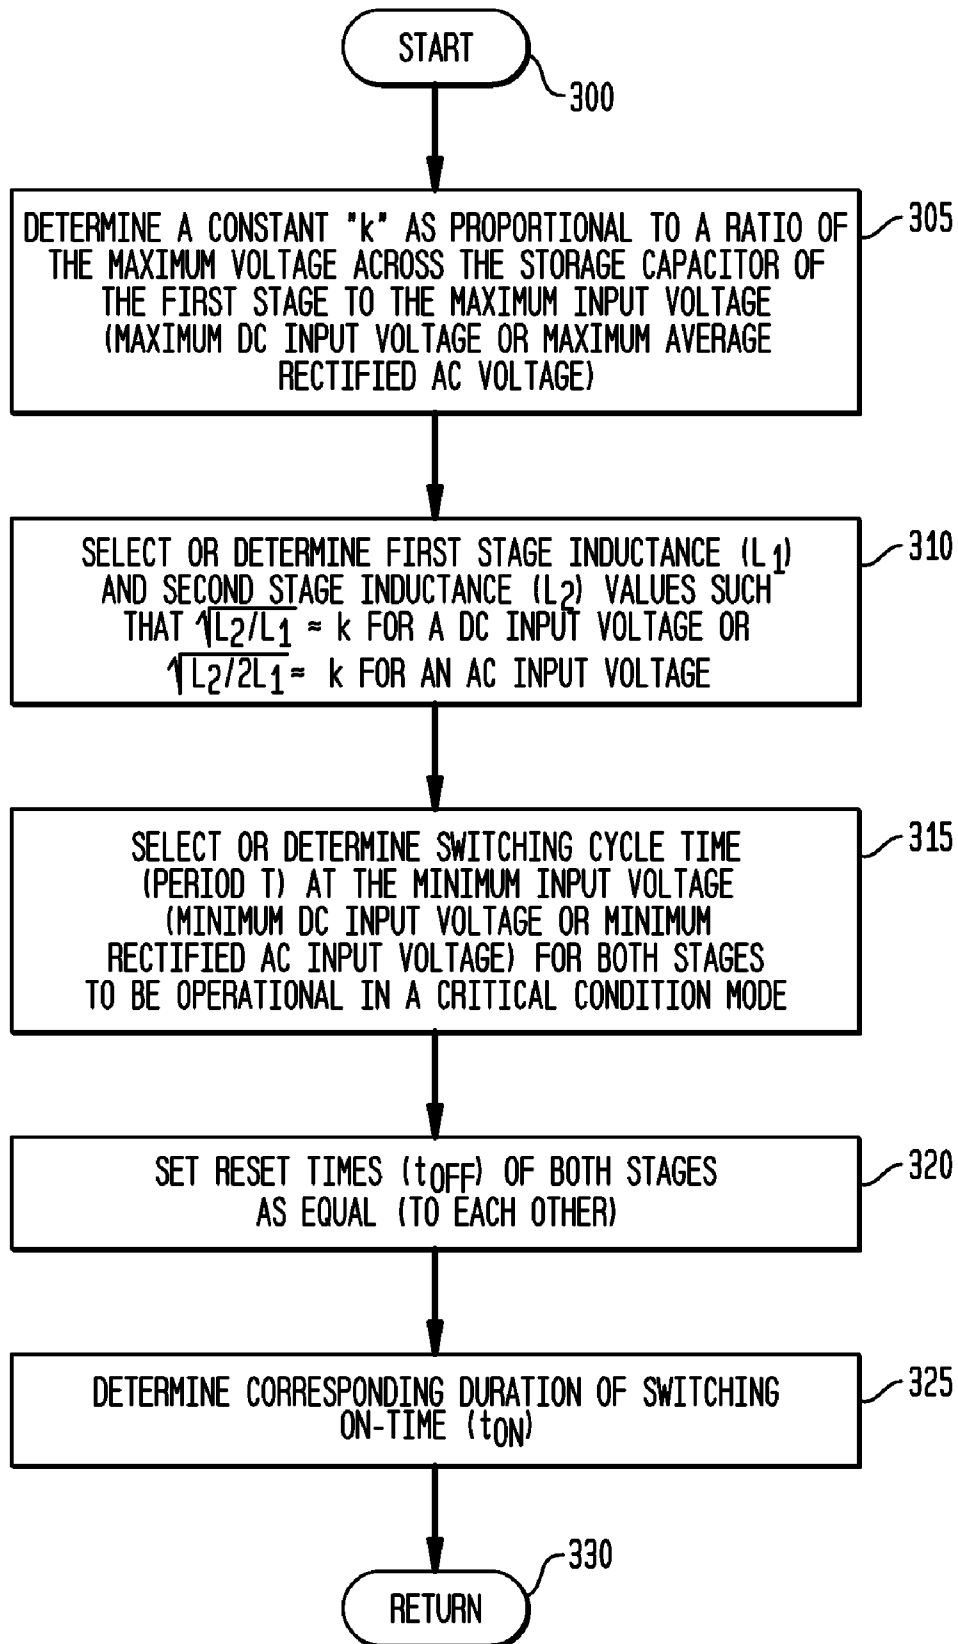 START
300
305
DETERMINE A CONSTANT "k" AS PROPORTIONAL TO A RATIO OF
THE MAXIMUM VOLTAGE ACROSS THE STORAGE CAPACITOR OF
THE FIRST STAGE TO THE MAXIMUM INPUT VOLTAGE
(MAXIMUM DC INPUT VOLTAGE OR MAXIMUM AVERAGE
RECTIFIED AC VOLTAGE)
310
SELECT OR DETERMINE FIRST STAGE INDUCTANCE (L1)
AND SECOND STAGE INDUCTANCE (L2) VALUES SUCH
THAT √L2/L1 ≈ k FOR A DC INPUT VOLTAGE OR
√L2/2L1 ≈ k FOR AN AC INPUT VOLTAGE
315
SELECT OR DETERMINE SWITCHING CYCLE TIME
(PERIOD T) AT THE MINIMUM INPUT VOLTAGE
(MINIMUM DC INPUT VOLTAGE OR MINIMUM
RECTIFIED AC INPUT VOLTAGE) FOR BOTH STAGES
TO BE OPERATIONAL IN A CRITICAL CONDITION MODE
320
SET RESET TIMES (tOFF) OF BOTH STAGES
AS EQUAL (TO EACH OTHER)
325
DETERMINE CORRESPONDING DURATION OF SWITCHING
ON-TIME (tON)
330
RETURN